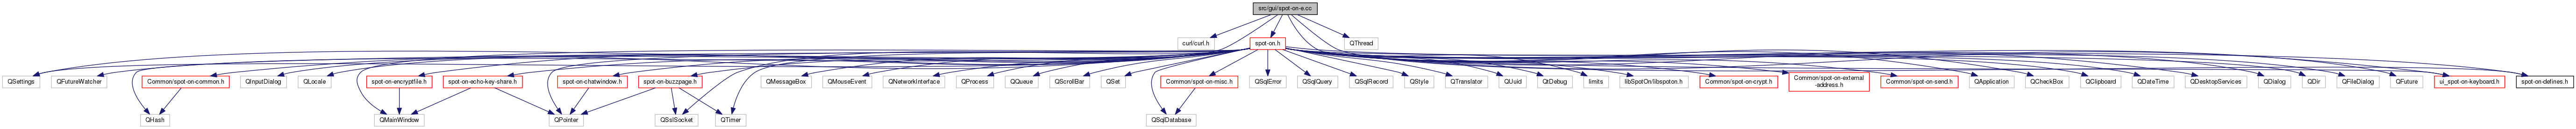 src/gui/spot-on-e.cc
curl/curl.h
spot-on.h
QThread
QSettings
QFutureWatcher
Common/spot-on-common.h
QInputDialog
QLocale
spot-on-encryptfile.h
spot-on-echo-key-share.h
spot-on-chatwindow.h
spot-on-buzzpage.h
QMessageBox
QMouseEvent
QNetworkInterface
QProcess
QQueue
QScrollBar
QSet
Common/spot-on-misc.h
QSqlError
QSqlQuery
QSqlRecord
QStyle
QTranslator
QUuid
QtDebug
limits
libSpotOn/libspoton.h
Common/spot-on-crypt.h
Common/spot-on-external
-address.h
Common/spot-on-send.h
QApplication
QCheckBox
QClipboard
QDateTime
QDesktopServices
QDialog
QDir
QFileDialog
QFuture
ui_spot-on-keyboard.h
spot-on-defines.h
QHash
QMainWindow
QPointer
QSslSocket
QTimer
QSqlDatabase